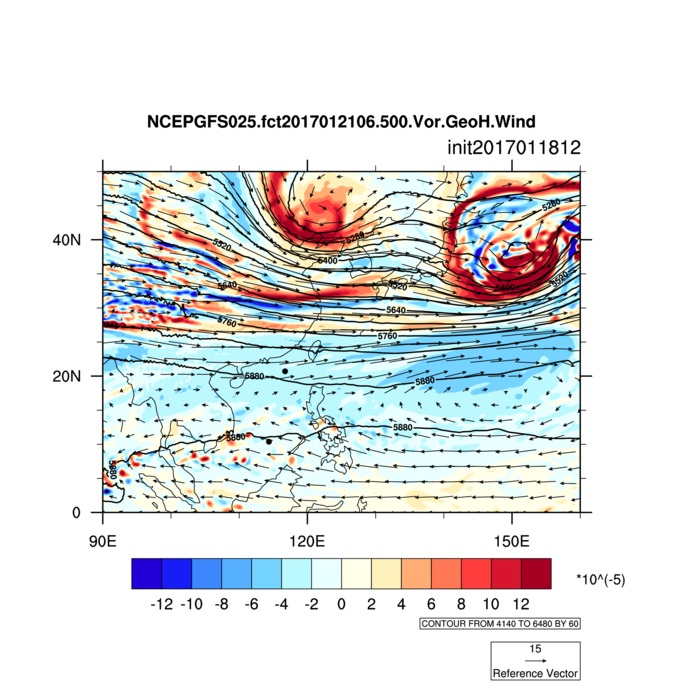 NCEPGFS025.fct2017012106.500.Vor.GeoH.Wind
init2017011812
40N
20N
0
90E 120E 150E
5280
5520
5280
5400
5640
5520
5400
5520
5760
5640
5760
5880
5880
5880
5880
5880
-12 -10 -8 -6 -4 -2 0 2 4 6 8 10 12
*10^(-5)
CONTOUR FROM 4140 TO 6480 BY 60
15
Reference Vector